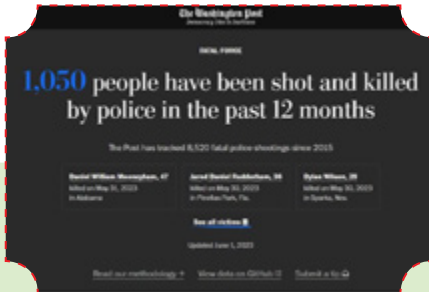 The Washington Post
Democracy Dies in Darkness
FATAL FORCE
1,050 people have been shot and killed
by police in the past 12 months
The Post has tracked 8,520 fatal police shootings since 2015
Daniel William 47
killed on May 31, 2023
in Alabama
Jared Daniel 36
killed on May 30, 2023
in Pinellas Park, Fla.
Dylan Wilson, 29
killed on May 30, 2023
in Sparks, Nev.
See all victims
Updated June 1, 2023
Read our methodology
View data on GitHub
Submit a tip